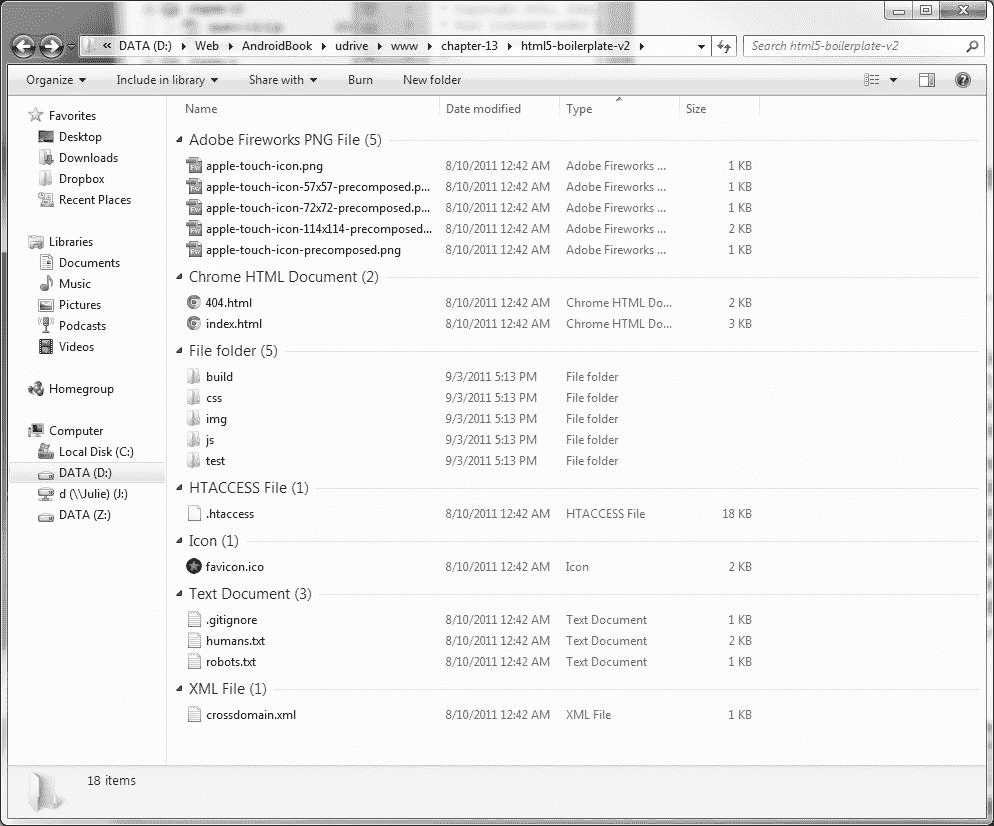 « DATA (D:) ▸ Web ▸ AndroidBook ▸ udrive ▸ www ▸ chapter-13 ▸ html5-boilerplate-v2 ▸ Search html5-boilerplate-v2
Organize Include in library Share with Burn New folder
Favorites
Desktop
Downloads
Dropbox
Recent Places
Libraries
Documents
Music
Pictures
Podcasts
Videos
Homegroup
Computer
Local Disk (C:)
DATA (D:)
d (\\Julie) (J:)
DATA (Z:)
Name Date modified Type Size
Adobe Fireworks PNG File (5)
apple-touch-icon.png 8/10/2011 12:42 AM Adobe Fireworks ... 1 KB
apple-touch-icon-57x57-precomposed.p... 8/10/2011 12:42 AM Adobe Fireworks ... 1 KB
apple-touch-icon-72x72-precomposed.p... 8/10/2011 12:42 AM Adobe Fireworks ... 1 KB
apple-touch-icon-114x114-precomposed... 8/10/2011 12:42 AM Adobe Fireworks ... 2 KB
apple-touch-icon-precomposed.png 8/10/2011 12:42 AM Adobe Fireworks ... 1 KB
Chrome HTML Document (2)
404.html 8/10/2011 12:42 AM Chrome HTML Do... 2 KB
index.html 8/10/2011 12:42 AM Chrome HTML Do... 3 KB
File folder (5)
build 9/3/2011 5:13 PM File folder
css 9/3/2011 5:13 PM File folder
img 9/3/2011 5:13 PM File folder
js 9/3/2011 5:13 PM File folder
test 9/3/2011 5:13 PM File folder
HTACCESS File (1)
.htaccess 8/10/2011 12:42 AM HTACCESS File 18 KB
Icon (1)
favicon.ico 8/10/2011 12:42 AM Icon 2 KB
Text Document (3)
.gitignore 8/10/2011 12:42 AM Text Document 1 KB
humans.txt 8/10/2011 12:42 AM Text Document 2 KB
robots.txt 8/10/2011 12:42 AM Text Document 1 KB
XML File (1)
crossdomain.xml 8/10/2011 12:42 AM XML File 1 KB
18 items